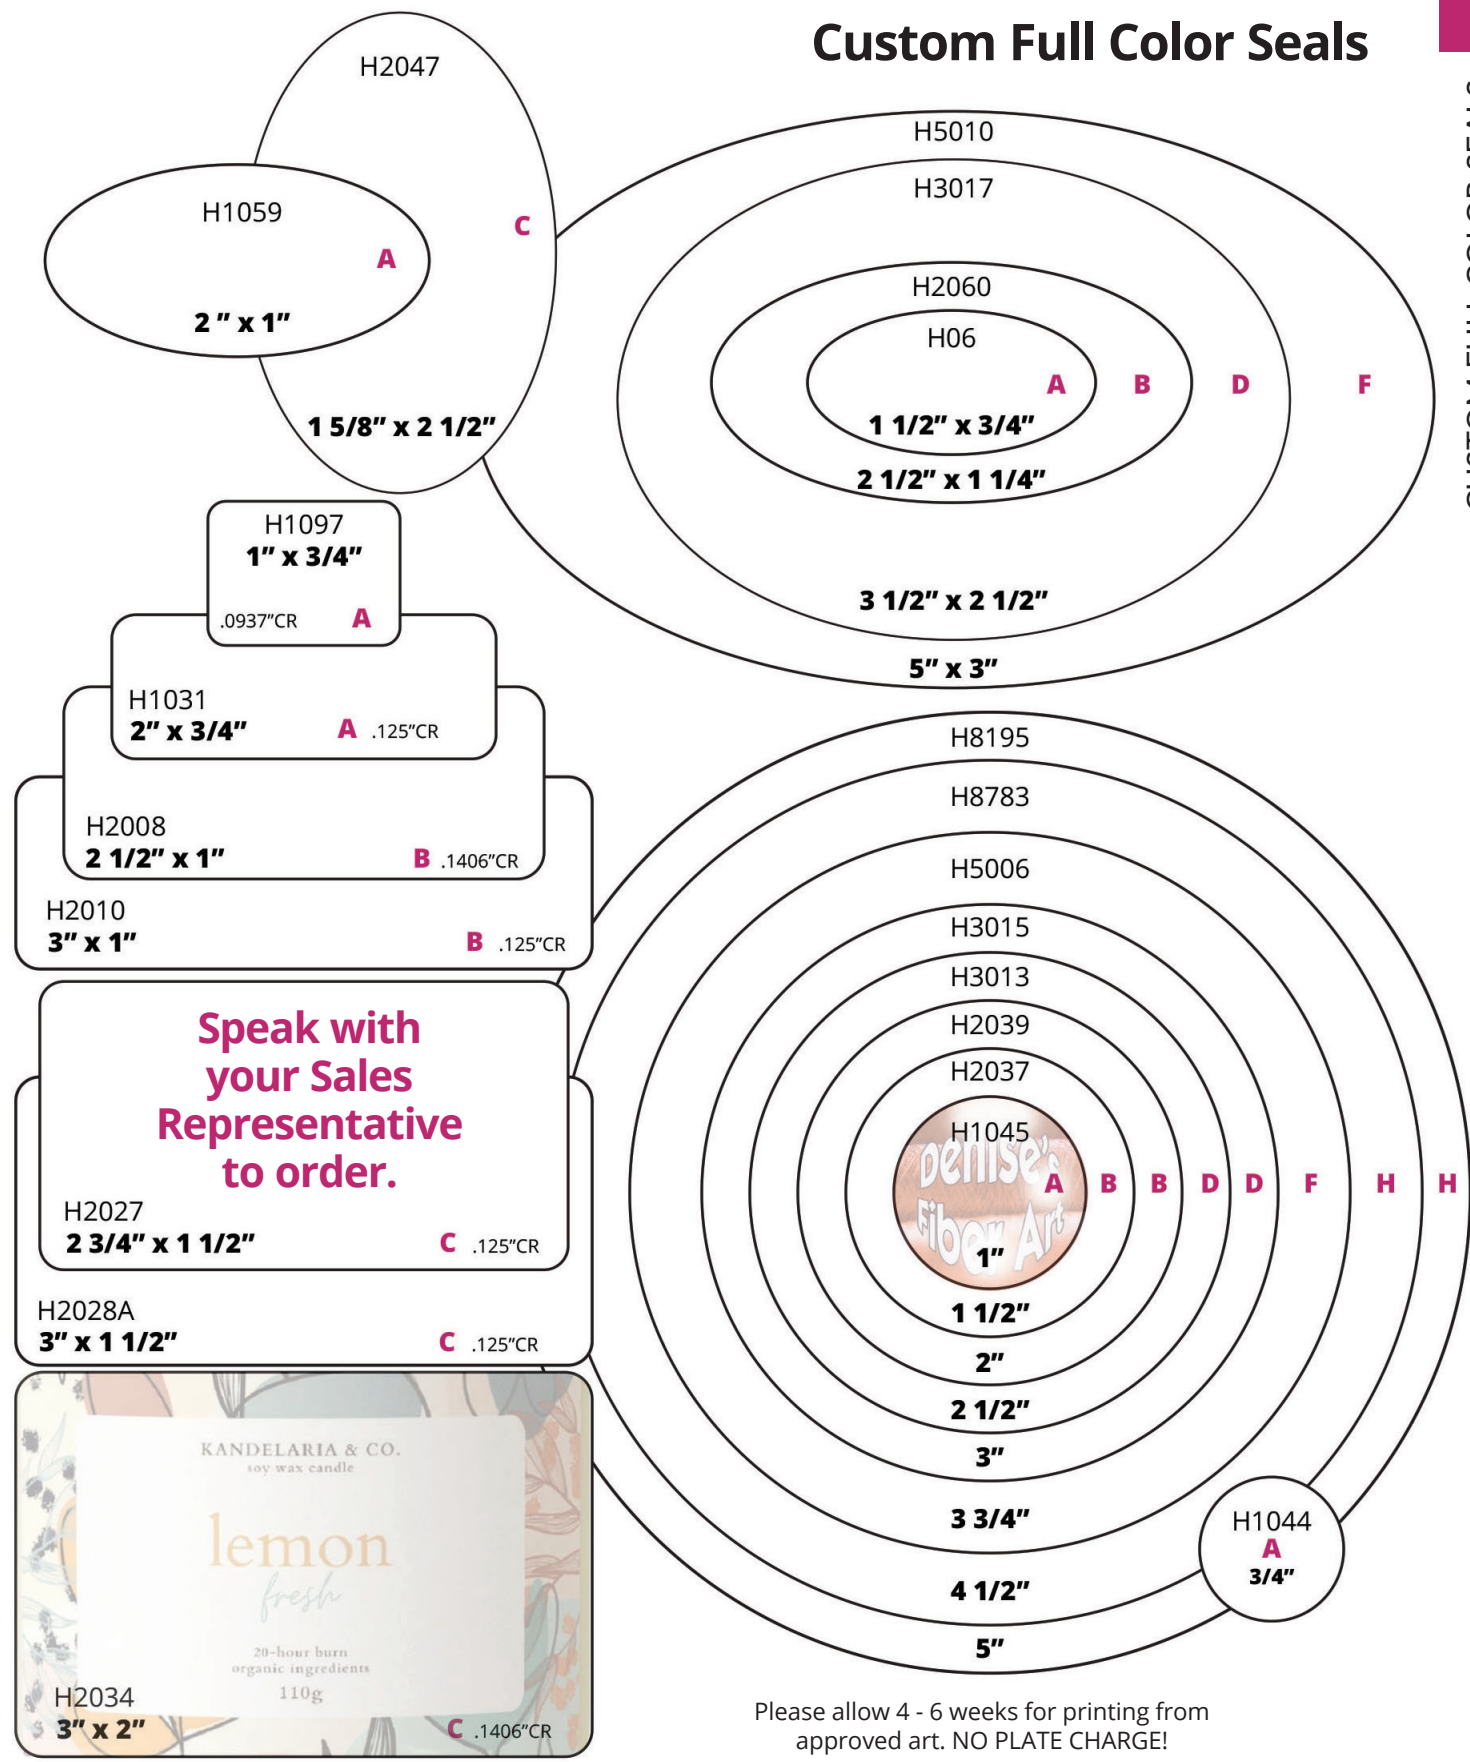 Custom Full Color Seals
H2047
C
1 5/8” x 2 1/2”
H1059
A
2 ” x 1”
H5010
H3017
H2060
H06
A B D F
1 1/2” x 3/4”
2 1/2” x 1 1/4”
3 1/2” x 2 1/2”
5” x 3”
H1097
1” x 3/4”
.0937”CR A
H1031
2” x 3/4” A .125”CR
H2008
2 1/2” x 1” B .1406”CR
H2010
3” x 1” B .125”CR
Speak with
your Sales
Representative
to order.
H2027
2 3/4” x 1 1/2” C .125”CR
H2028A
3” x 1 1/2” C .125”CR
KANDELARIA & CO.
soy wax candle
lemon
fresh
20-hour burn
organic ingredients
110g
H2034
3” x 2” C .1406”CR
H8195
H8783
H5006
H3015
H3013
H2039
H2037
H1045
Denise's
A B B D D F H H
Fiber Art
1”
1 1/2”
2”
2 1/2”
3”
3 3/4”
4 1/2”
5”
H1044
A
3/4”
Please allow 4 - 6 weeks for printing from
approved art. NO PLATE CHARGE!